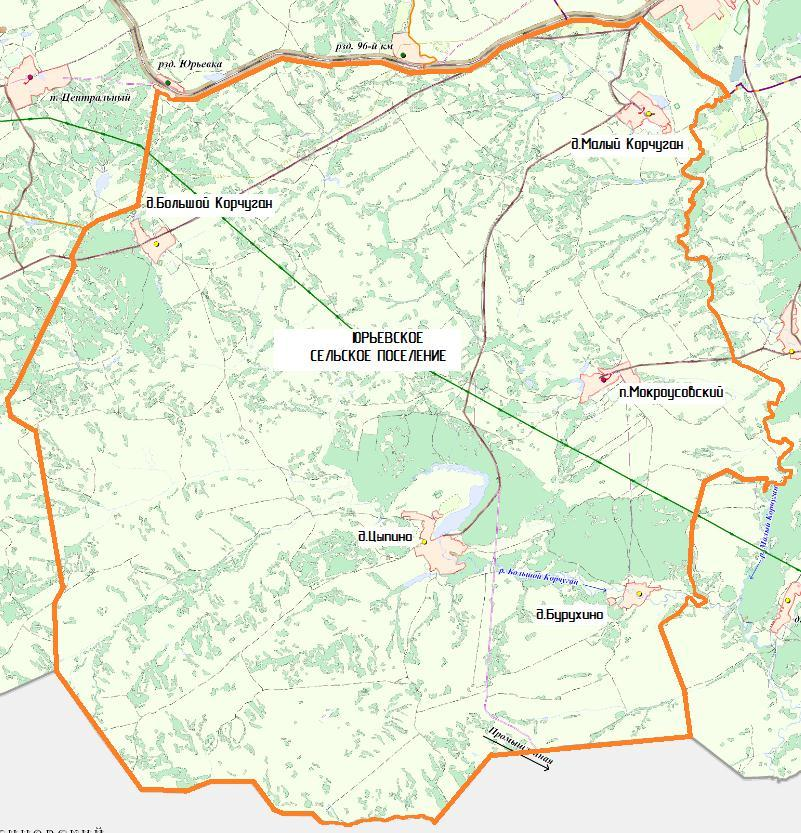 рзд. 96-й км
рзд. Юрьевка
п. Центральный
д.Малый Корчуган
д.Большой Корчуган
ЮРЬЕВСКОЕ
СЕЛЬСКОЕ ПОСЕЛЕНИЕ
п.Мокроусовский
р. Малый Корчуган
д.Цыпино
р. Большой Корчуган
д.Бурухино